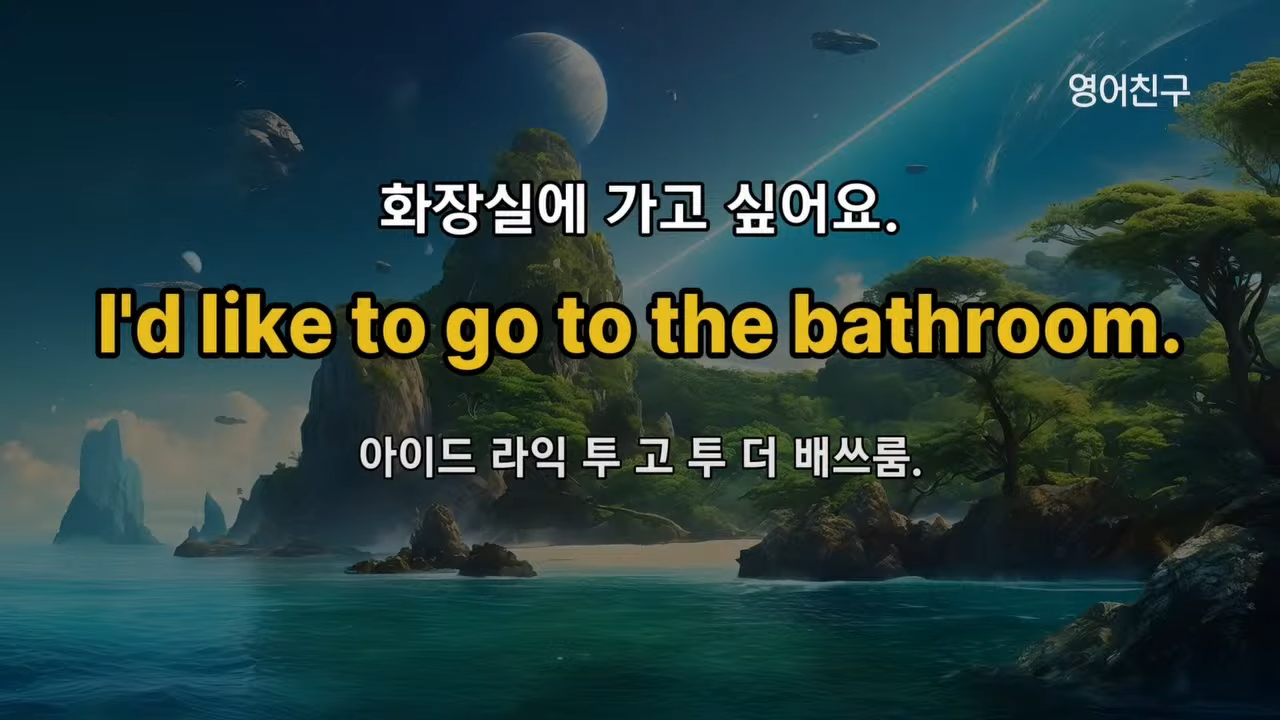 영어친구
화장실에 가고 싶어요.
I'd like to go to the bathroom.
아이드 라익 투 고 투 더 배쓰룸.